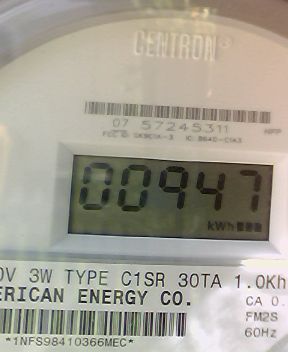 CENTRON®
07 57245311
00947
kWh
0V 3W TYPE C1SR 30TA 1.0Kh
ERICAN ENERGY CO.
CA 0.
FM2S
60Hz
*1NFS98410366MEC*